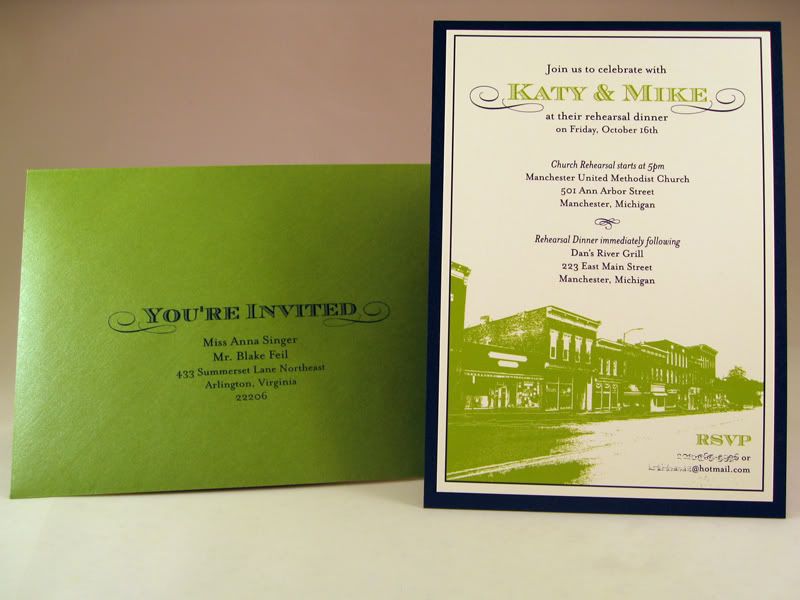 You're Invited
Miss Anna Singer
Mr. Blake Feil
433 Summerset Lane Northeast
Arlington, Virginia
22206
Join us to celebrate with
Katy & Mike
at their rehearsal dinner
on Friday, October 16th
Church Rehearsal starts at 5pm
Manchester United Methodist Church
501 Ann Arbor Street
Manchester, Michigan
Rehearsal Dinner immediately following
Dan's River Grill
223 East Main Street
Manchester, Michigan
RSVP
or
@hotmail.com